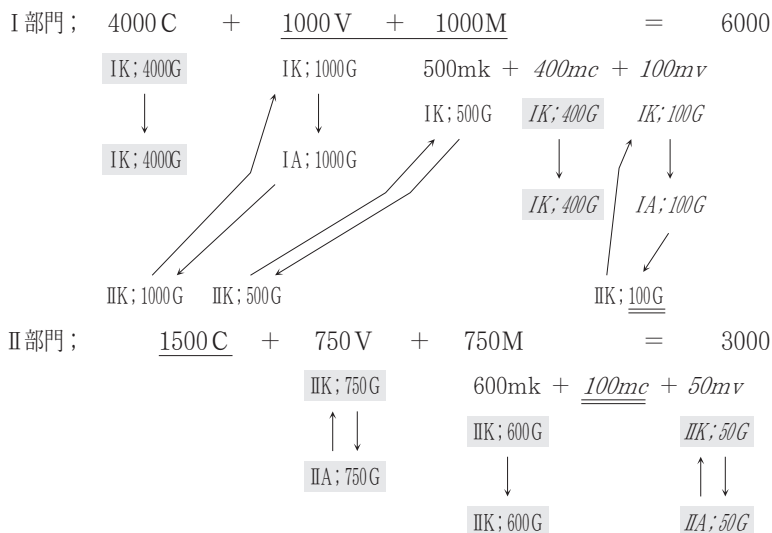 Ⅰ部門； 4000C + 1000V + 1000M = 6000
ⅠK；4000G ⅠK；1000G 500mk + 400mc + 100mv
ⅠK；500G ⅠK；400G ⅠK；100G
ⅠK；4000G ⅠA；1000G
ⅠK；400G ⅠA；100G
ⅡK；1000G ⅡK；500G ⅡK；100G
Ⅱ部門； 1500C + 750V + 750M = 3000
ⅡK；750G 600mk + 100mc + 50mv
ⅡK；600G ⅡK；50G
ⅡA；750G
ⅡK；600G ⅡA；50G